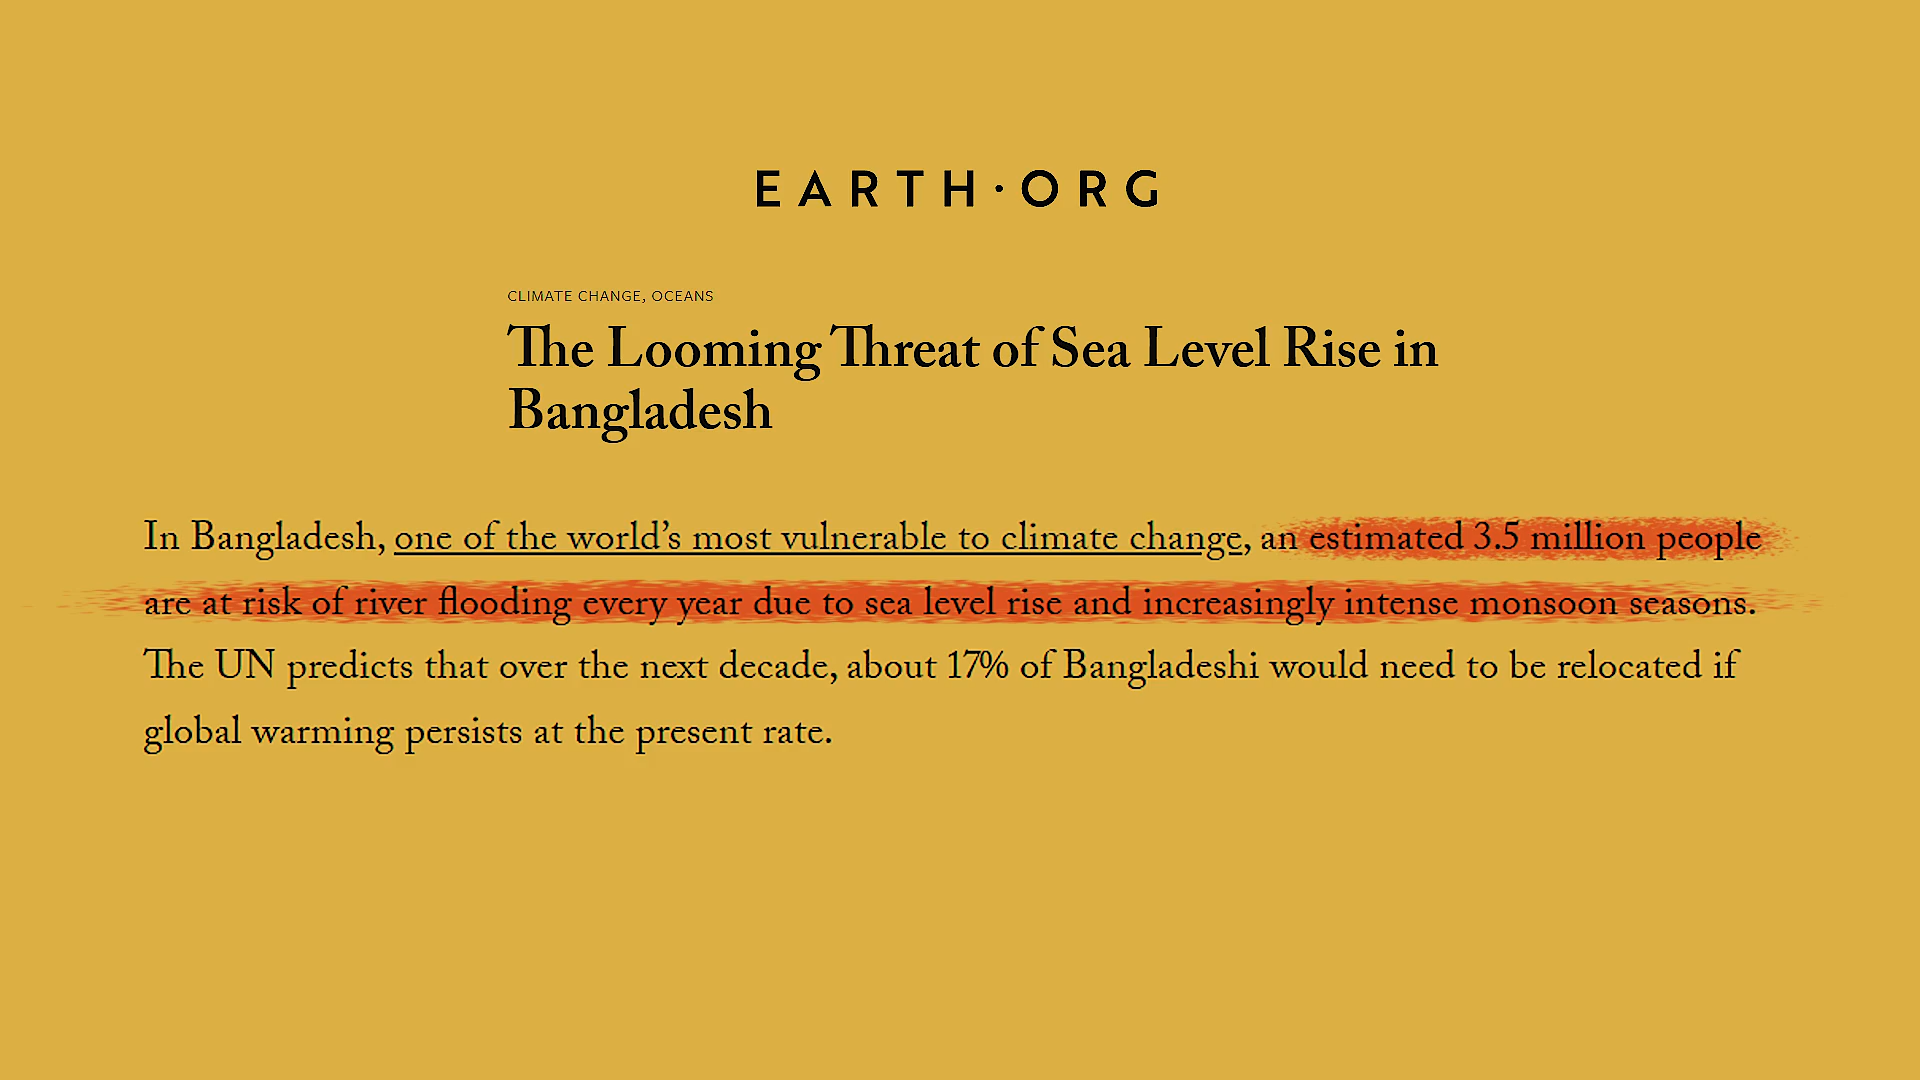 EARTH·ORG
CLIMATE CHANGE, OCEANS
The Looming Threat of Sea Level Rise in
Bangladesh
In Bangladesh, one of the world’s most vulnerable to climate change, an estimated 3.5 million people
are at risk of river flooding every year due to sea level rise and increasingly intense monsoon seasons.
The UN predicts that over the next decade, about 17% of Bangladeshi would need to be relocated if
global warming persists at the present rate.